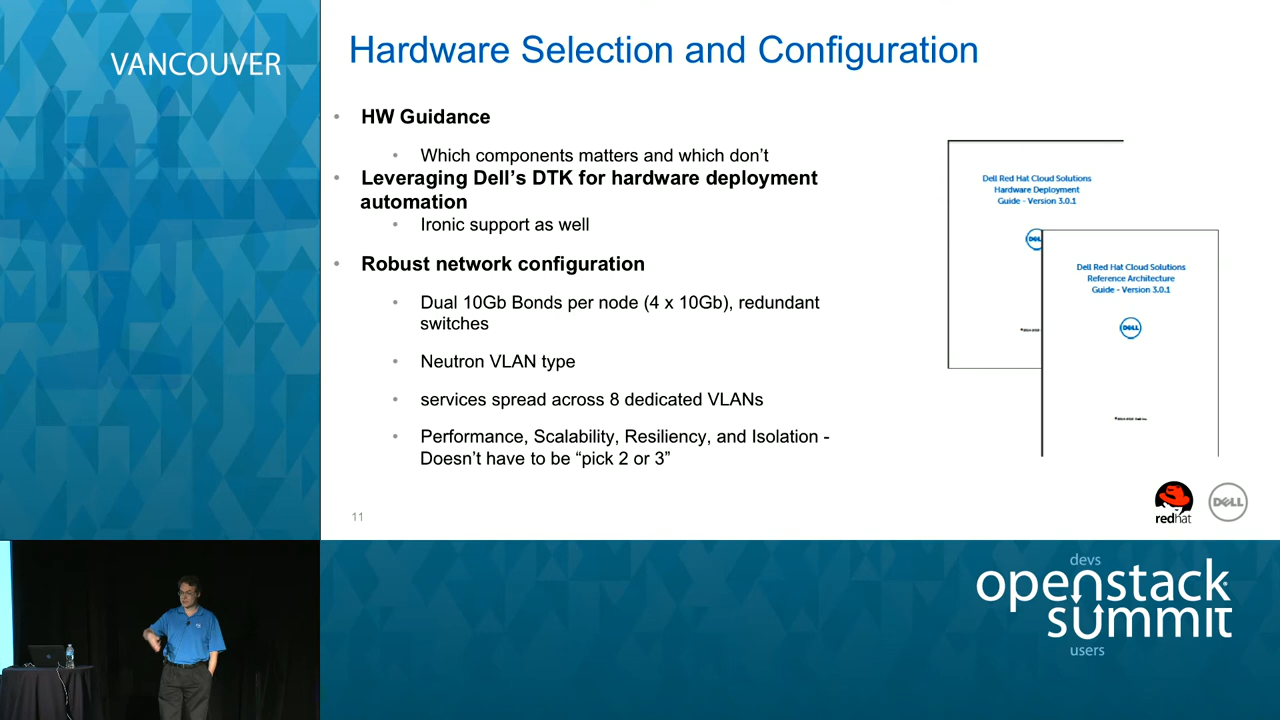 VANCOUVER
Hardware Selection and Configuration
• HW Guidance
• Which components matters and which don’t
• Leveraging Dell’s DTK for hardware deployment
automation
• Ironic support as well
• Robust network configuration
• Dual 10Gb Bonds per node (4 x 10Gb), redundant
switches
• Neutron VLAN type
• services spread across 8 dedicated VLANs
• Performance, Scalability, Resiliency, and Isolation -
Doesn’t have to be “pick 2 or 3”
Dell Red Hat Cloud Solutions
Hardware Deployment
Guide - Version 3.0.1
DELL
Dell Red Hat Cloud Solutions
Reference Architecture
Guide - Version 3.0.1
DELL
redhat
DELL
11
devs
openstack
summit
users